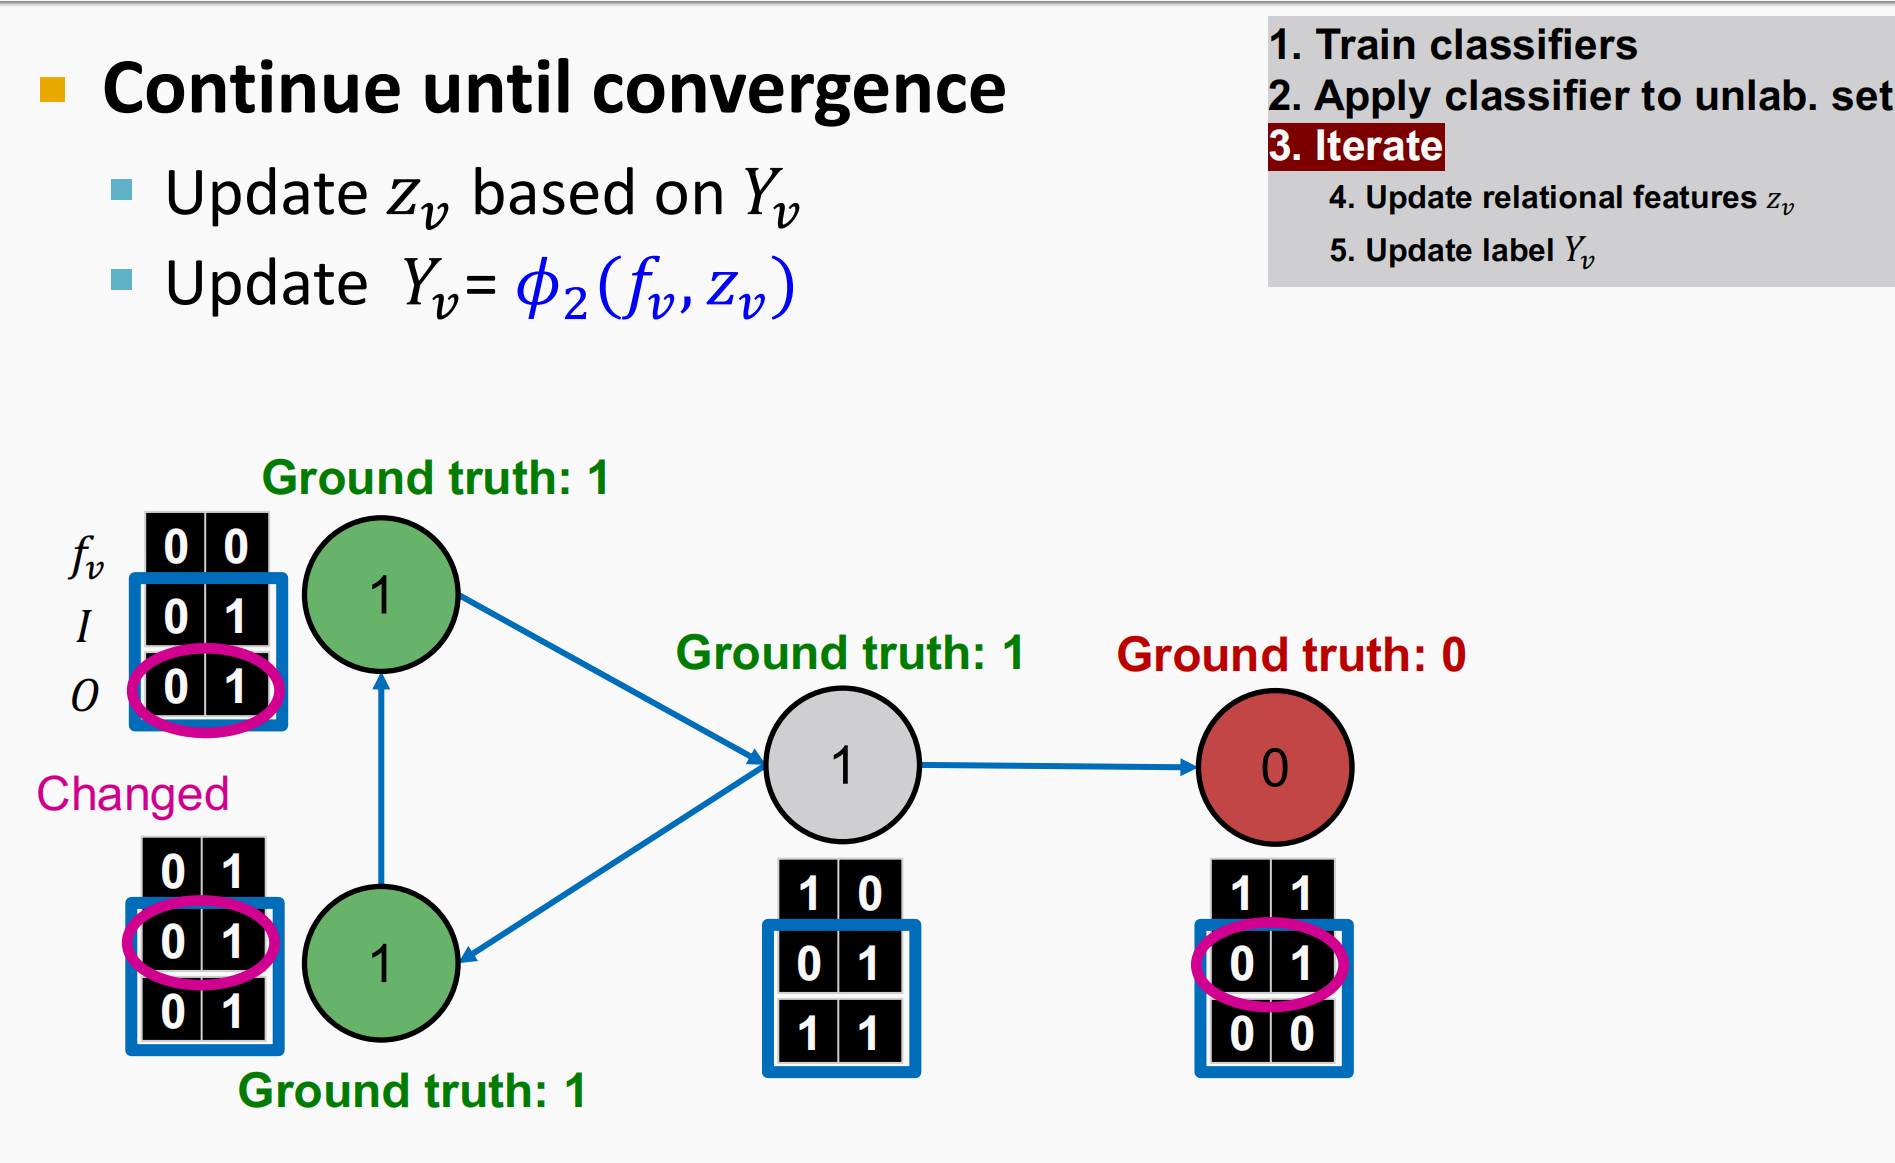 Continue until convergence
Update z_v based on Y_v
Update Y_v = ϕ_2(f_v, z_v)
1. Train classifiers
2. Apply classifier to unlab. set
3. Iterate
4. Update relational features z_v
5. Update label Y_v
Ground truth: 1
f_v 0 0
I 0 1
O 0 1
1
Changed
0 1
0 1
0 1
1
Ground truth: 1
Ground truth: 1
1
1 0
0 1
1 1
Ground truth: 0
0
1 1
0 1
0 0